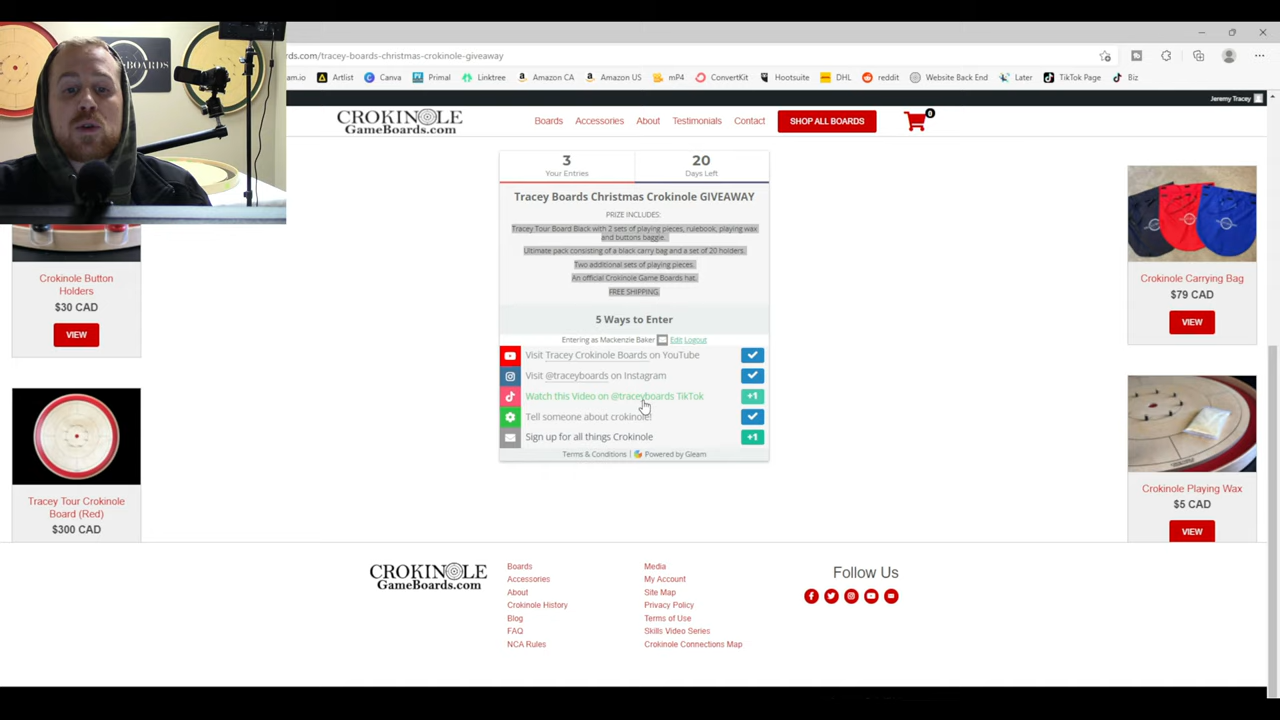 BOARDS
ds.com/tracey-boards-christmas-crokinole-giveaway
am.io
Artlist
Canva
Primal
Linktree
Amazon CA
Amazon US
mP4
ConvertKit
Hootsuite
DHL
reddit
Website Back End
Later
TikTok Page
Biz
Jeremy Tracey
CROKINOLE
GameBoards.com
Boards
Accessories
About
Testimonials
Contact
SHOP ALL BOARDS
0
3
Your Entries
20
Days Left
Tracey Boards Christmas Crokinole GIVEAWAY
PRIZE INCLUDES:
Tracey Tour Board Black with 2 sets of playing pieces, rulebook, playing wax
and buttons baggie.
Ultimate pack consisting of a black carry bag and a set of 20 holders.
Two additional sets of playing pieces.
An official Crokinole Game Boards hat.
FREE SHIPPING.
5 Ways to Enter
Entering as Mackenzie Baker
Edit Logout
Visit Tracey Crokinole Boards on YouTube
Visit @traceyboards on Instagram
Watch this Video on @traceyboards TikTok
+1
Tell someone about crokinole!
Sign up for all things Crokinole
+1
Terms & Conditions | Powered by Gleam
Crokinole Button
Holders
$30 CAD
VIEW
Tracey Tour Crokinole
Board (Red)
$300 CAD
Crokinole Carrying Bag
$79 CAD
VIEW
Crokinole Playing Wax
$5 CAD
VIEW
CROKINOLE
GameBoards.com
Boards
Accessories
About
Crokinole History
Blog
FAQ
NCA Rules
Media
My Account
Site Map
Privacy Policy
Terms of Use
Skills Video Series
Crokinole Connections Map
Follow Us